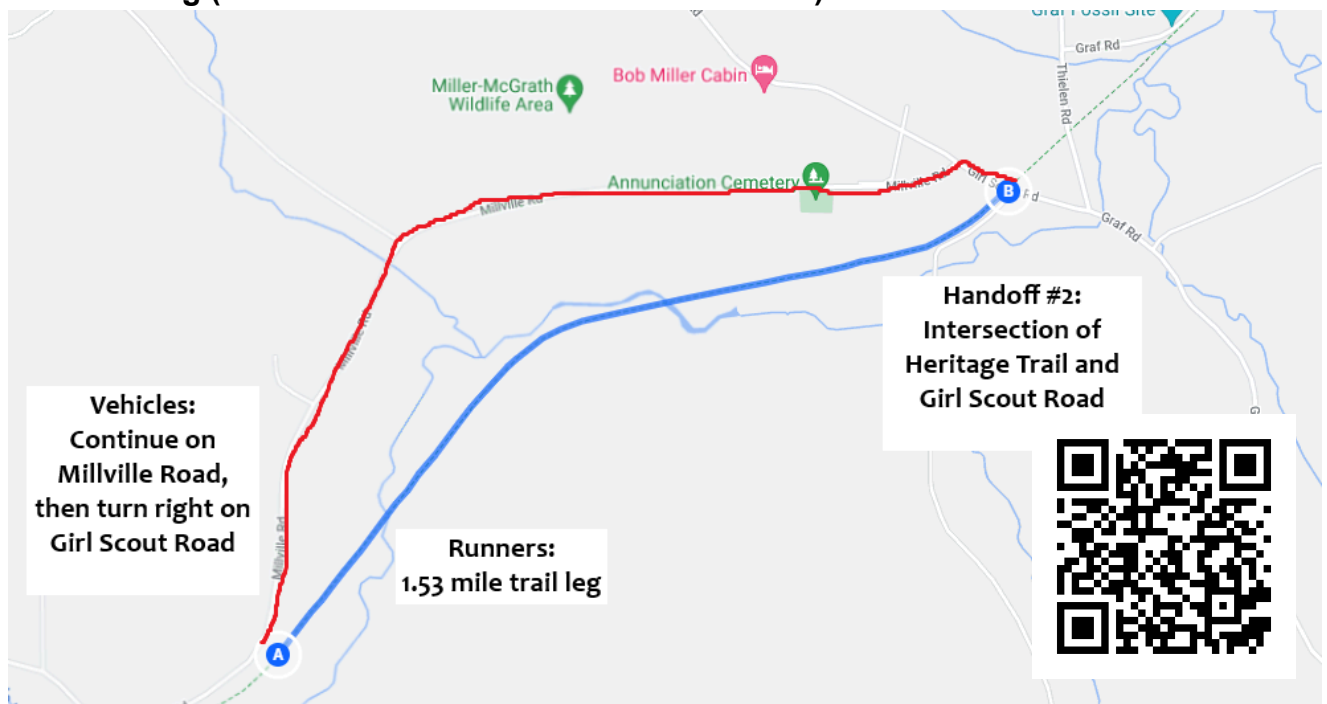 Graf Fossil Site
Graf Rd
Thielen Rd
Bob Miller Cabin
Miller-McGrath
Wildlife Area
Annunciation Cemetery
Millville Rd
Girl S
Rd
B
Graf Rd
Millville Rd
Millville Rd
Handoff #2:
Intersection of
Heritage Trail and
Girl Scout Road
Vehicles:
Continue on
Millville Road,
then turn right on
Girl Scout Road
G
Millville Rd
Runners:
1.53 mile trail leg
A